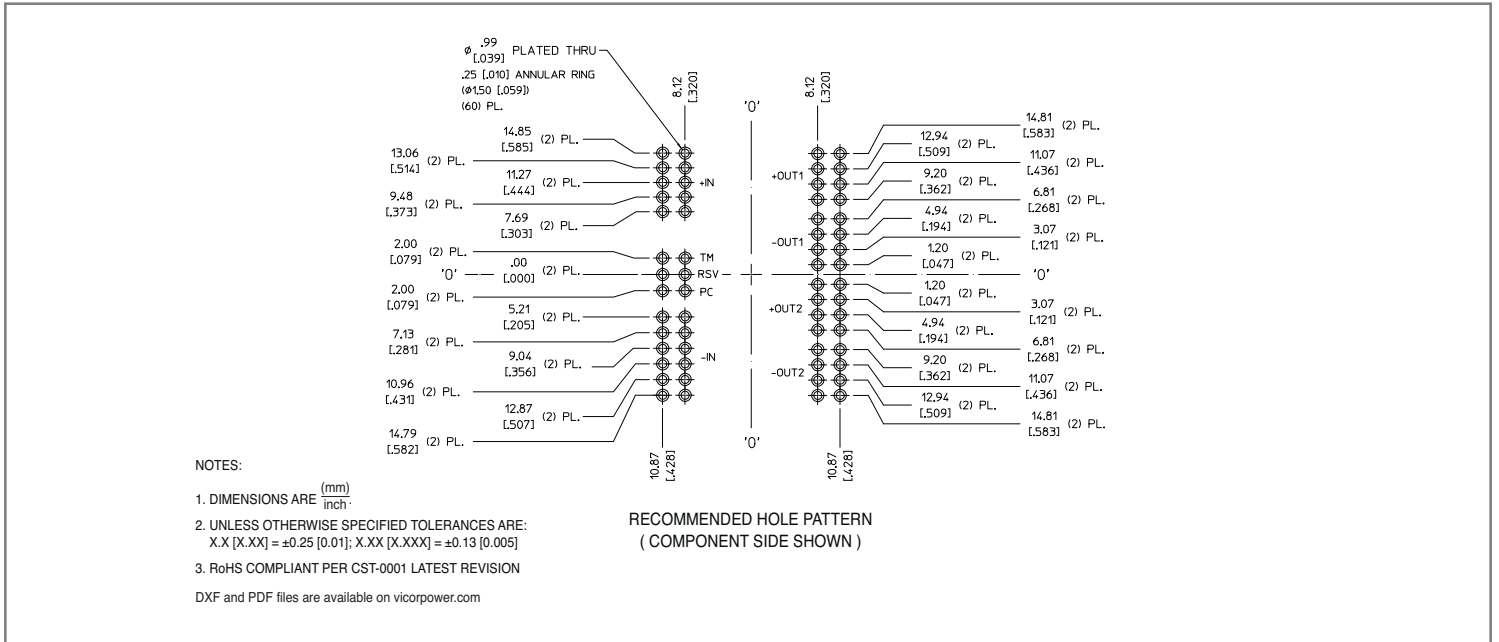 ø .99 PLATED THRU
[.039]
.25 [.010] ANNULAR RING
(ø1.50 [.059])
(60) PL.
8.12
[.320]
'0'
8.12
[.320]
14.85
[.585] (2) PL.
13.06
[.514] (2) PL.
11.27
[.444] (2) PL.
9.48
[.373] (2) PL.
7.69
[.303] (2) PL.
2.00
[.079] (2) PL.
'0'
.00
[.000] (2) PL.
2.00
[.079] (2) PL.
5.21
[.205] (2) PL.
7.13
[.281] (2) PL.
9.04
[.356] (2) PL.
10.96
[.431] (2) PL.
12.87
[.507] (2) PL.
14.79
[.582] (2) PL.
+IN
TM
RSV
PC
-IN
+OUT1
-OUT1
+OUT2
-OUT2
14.81
[.583] (2) PL.
12.94
[.509] (2) PL.
11.07
[.436] (2) PL.
9.20
[.362] (2) PL.
6.81
[.268] (2) PL.
4.94
[.194] (2) PL.
3.07
[.121] (2) PL.
1.20
[.047] (2) PL.
'0'
1.20
[.047] (2) PL.
3.07
[.121] (2) PL.
4.94
[.194] (2) PL.
6.81
[.268] (2) PL.
9.20
[.362] (2) PL.
11.07
[.436] (2) PL.
12.94
[.509] (2) PL.
14.81
[.583] (2) PL.
10.87
[.428]
'0'
10.87
[.428]
RECOMMENDED HOLE PATTERN
( COMPONENT SIDE SHOWN )
NOTES:
1. DIMENSIONS ARE (mm)
inch.
2. UNLESS OTHERWISE SPECIFIED TOLERANCES ARE:
X.X [X.XX] = ±0.25 [0.01]; X.XX [X.XXX] = ±0.13 [0.005]
3. RoHS COMPLIANT PER CST-0001 LATEST REVISION
DXF and PDF files are available on vicorpower.com